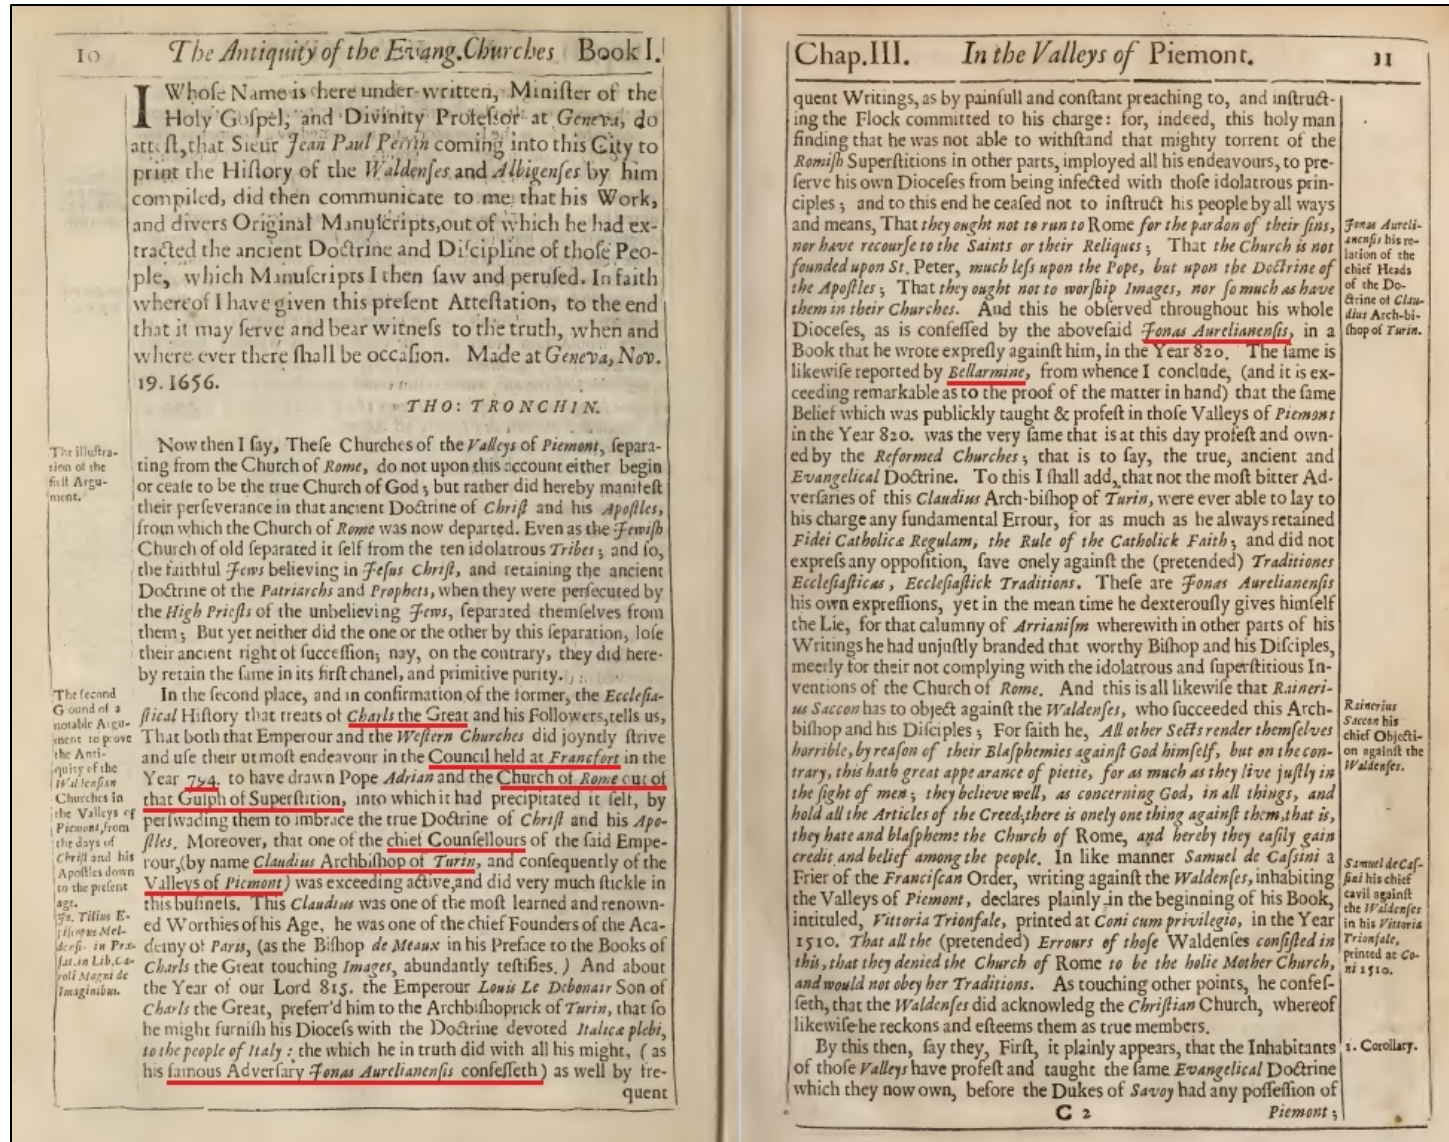 10 The Antiquity of the Evang.Churches Book I.
I Whoſe Name is here under-written, Miniſter of the
Holy Goſpel, and Divinity Profeſſor at Geneva, do
atteſt,that Sieur Jean Paul Perrin coming into this City to
print the Hiſtory of the Waldenſes and Albigenſes by him
compiled, did then communicate to me that his Work,
and divers Original Manuſcripts,out of which he had ex-
tracted the ancient Doctrine and Diſcipline of thoſe Peo-
ple, which Manuſcripts I then ſaw and peruſed. In faith
whereof I have given this preſent Atteſtation, to the end
that it may ſerve and bear witneſs to the truth, when and
where ever there ſhall be occaſion. Made at Geneva, Nov.
19. 1656.
THO: TRONCHIN.
The illuſtra-
tion of the
firſt Argu-
ment.
Now then I ſay, Theſe Churches of the Valleys of Piemont, ſepara-
ting from the Church of Rome, do not upon this account either begin
or ceaſe to be the true Church of God; but rather did hereby manifeſt
their perſeverance in that ancient Doctrine of Chriſt and his Apoſtles,
from which the Church of Rome was now departed. Even as the Jewiſh
Church of old ſeparated it ſelf from the ten idolatrous Tribes; and ſo,
the faithful Jews believing in Jeſus Chriſt, and retaining the ancient
Doctrine of the Patriarchs and Prophets, when they were perſecuted by
the High Prieſts of the unbelieving Jews, ſeparated themſelves from
them; But yet neither did the one or the other by this ſeparation, loſe
their ancient right of ſucceſſion; nay, on the contrary, they did here-
by retain the ſame in its firſt chanel, and primitive purity.
The ſecond
Ground of a
notable Argu-
ment to prove
the Anti-
quity of the
Waldenſian
Churches in
the Valleys of
Piemont,from
the days of
Chriſt and his
Apoſtles down
to the preſent
age.
Jo. Tilius E-
piſcopus Mel-
denſ. in Præ-
fat.in Lib.Ca-
roli Magni de
Imaginibus.
In the ſecond place, and in confirmation of the former, the Eccleſia-
ſtical Hiſtory that treats of Charls the Great and his Followers,tells us,
That both that Emperour and the Weſtern Churches did joyntly ſtrive
and uſe their utmoſt endeavour in the Council held at Francfort in the
Year 794. to have drawn Pope Adrian and the Church of Rome out of
that Gulph of Superſtition, into which it had precipitated it ſelf, by
perſwading them to imbrace the true Doctrine of Chriſt and his Apo-
ſtles. Moreover, that one of the chief Counſellours of the ſaid Empe-
rour,(by name Claudius Archbiſhop of Turin, and conſequently of the
Valleys of Piemont) was exceeding active,and did very much ſtickle in
this buſineſs. This Claudius was one of the moſt learned and renown-
ed Worthies of his Age, he was one of the chief Founders of the Aca-
demy of Paris, (as the Biſhop de Meaux in his Preface to the Books of
Charls the Great touching Images, abundantly teſtifies.) And about
the Year of our Lord 815. the Emperour Louis Le Debonair Son of
Charls the Great, preferr'd him to the Archbiſhoprick of Turin, that ſo
he might furniſh his Dioceſs with the Doctrine devoted Italicæ plebi,
to the people of Italy: the which he in truth did with all his might, (as
his famous Adverſary Jonas Aurelianenſis confeſſeth) as well by fre-
quent
Chap.III. In the Valleys of Piemont. 11
quent Writings, as by painfull and conſtant preaching to, and inſtruct-
ing the Flock committed to his charge: for, indeed, this holy man
finding that he was not able to withſtand that mighty torrent of the
Romiſh Superſtitions in other parts, imployed all his endeavours, to pre-
ſerve his own Dioceſes from being infected with thoſe idolatrous prin-
ciples; and to this end he ceaſed not to inſtruct his people by all ways
and means, That they ought not to run to Rome for the pardon of their ſins,
nor have recourſe to the Saints or their Reliques; That the Church is not
founded upon St. Peter, much leſs upon the Pope, but upon the Doctrine of
the Apoſtles; That they ought not to worſhip Images, nor ſo much as have
them in their Churches. And this he obſerved throughout his whole
Dioceſes, as is confeſſed by the aboveſaid Jonas Aurelianenſis, in a
Book that he wrote expreſly againſt him, in the Year 820. The ſame is
likewiſe reported by Bellarmine, from whence I conclude, (and it is ex-
ceeding remarkable as to the proof of the matter in hand) that the ſame
Belief which was publickly taught & profeſt in thoſe Valleys of Piemont
in the Year 820. was the very ſame that is at this day profeſt and own-
ed by the Reformed Churches; that is to ſay, the true, ancient and
Evangelical Doctrine. To this I ſhall add, that not the moſt bitter Ad-
verſaries of this Claudius Arch-biſhop of Turin, were ever able to lay to
his charge any fundamental Errour, for as much as he always retained
Fidei Catholicæ Regulam, the Rule of the Catholick Faith; and did not
expreſs any oppoſition, ſave onely againſt the (pretended) Traditiones
Eccleſiaſticas, Eccleſiaſtick Traditions. Theſe are Jonas Aurelianenſis
his own expreſſions, yet in the mean time he dexterouſly gives himſelf
the Lie, for that calumny of Arrianiſm wherewith in other parts of his
Writings he had unjuſtly branded that worthy Biſhop and his Diſciples,
meerly for their not complying with the idolatrous and ſuperſtitious In-
ventions of the Church of Rome. And this is all likewiſe that Raineri-
us Saccon has to object againſt the Waldenſes, who ſucceeded this Arch-
biſhop and his Diſciples; For ſaith he, All other Sects render themſelves
horrible, by reaſon of their Blaſphemies againſt God himſelf, but on the con-
trary, this hath great appearance of pietie, for as much as they live juſtly in
the ſight of men; they believe well, as concerning God, in all things, and
hold all the Articles of the Creed,there is onely one thing againſt them,that is,
they hate and blaſpheme the Church of Rome, and hereby they eaſily gain
credit and belief among the people. In like manner Samuel de Caſsini a
Frier of the Franciſcan Order, writing againſt the Waldenſes, inhabiting
the Valleys of Piemont, declares plainly in the beginning of his Book,
intituled, Vittoria Trionfale, printed at Coni cum privilegio, in the Year
1510. That all the (pretended) Errours of thoſe Waldenſes conſiſted in
this, that they denied the Church of Rome to be the holie Mother Church,
and would not obey her Traditions. As touching other points, he confeſ-
ſeth, that the Waldenſes did acknowledg the Chriſtian Church, whereof
likewiſe he reckons and eſteems them as true members.
By this then, ſay they, Firſt, it plainly appears, that the Inhabitants
of thoſe Valleys have profeſt and taught the ſame Evangelical Doctrine
which they now own, before the Dukes of Savoy had any poſſeſſion of
C 2 Piemont;
Jonas Aureli-
anenſis his re-
lation of the
chief Heads
of the Do-
ctrine of Clau-
dius Arch-bi-
ſhop of Turin.
Rainerius
Saccon his
chief Objecti-
on againſt the
Waldenſes.
Samuel de Caſ-
ſini his chief
cavil againſt
the Waldenſes
in his Vittoria
Trionfale,
printed at Co-
ni 1510.
1. Corollary.